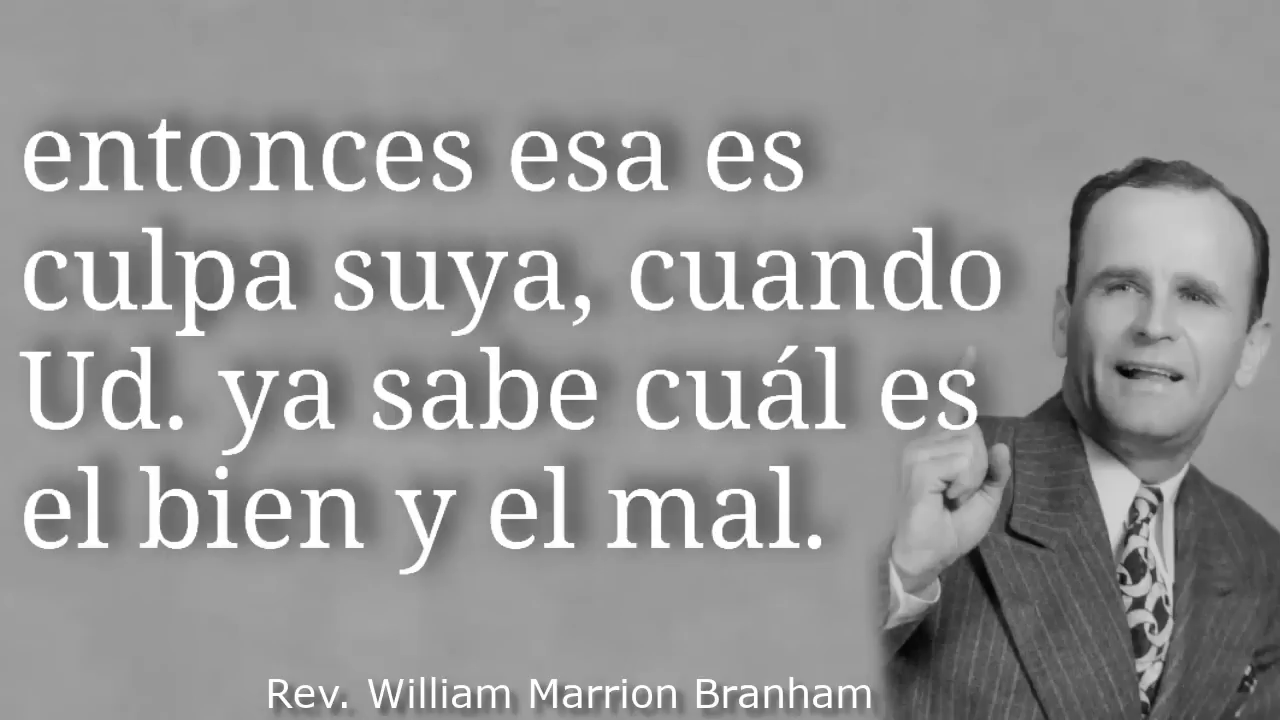 entonces esa es
culpa suya, cuando
Ud. ya sabe cuál es
el bien y el mal.
Rev. William Marrion Branham